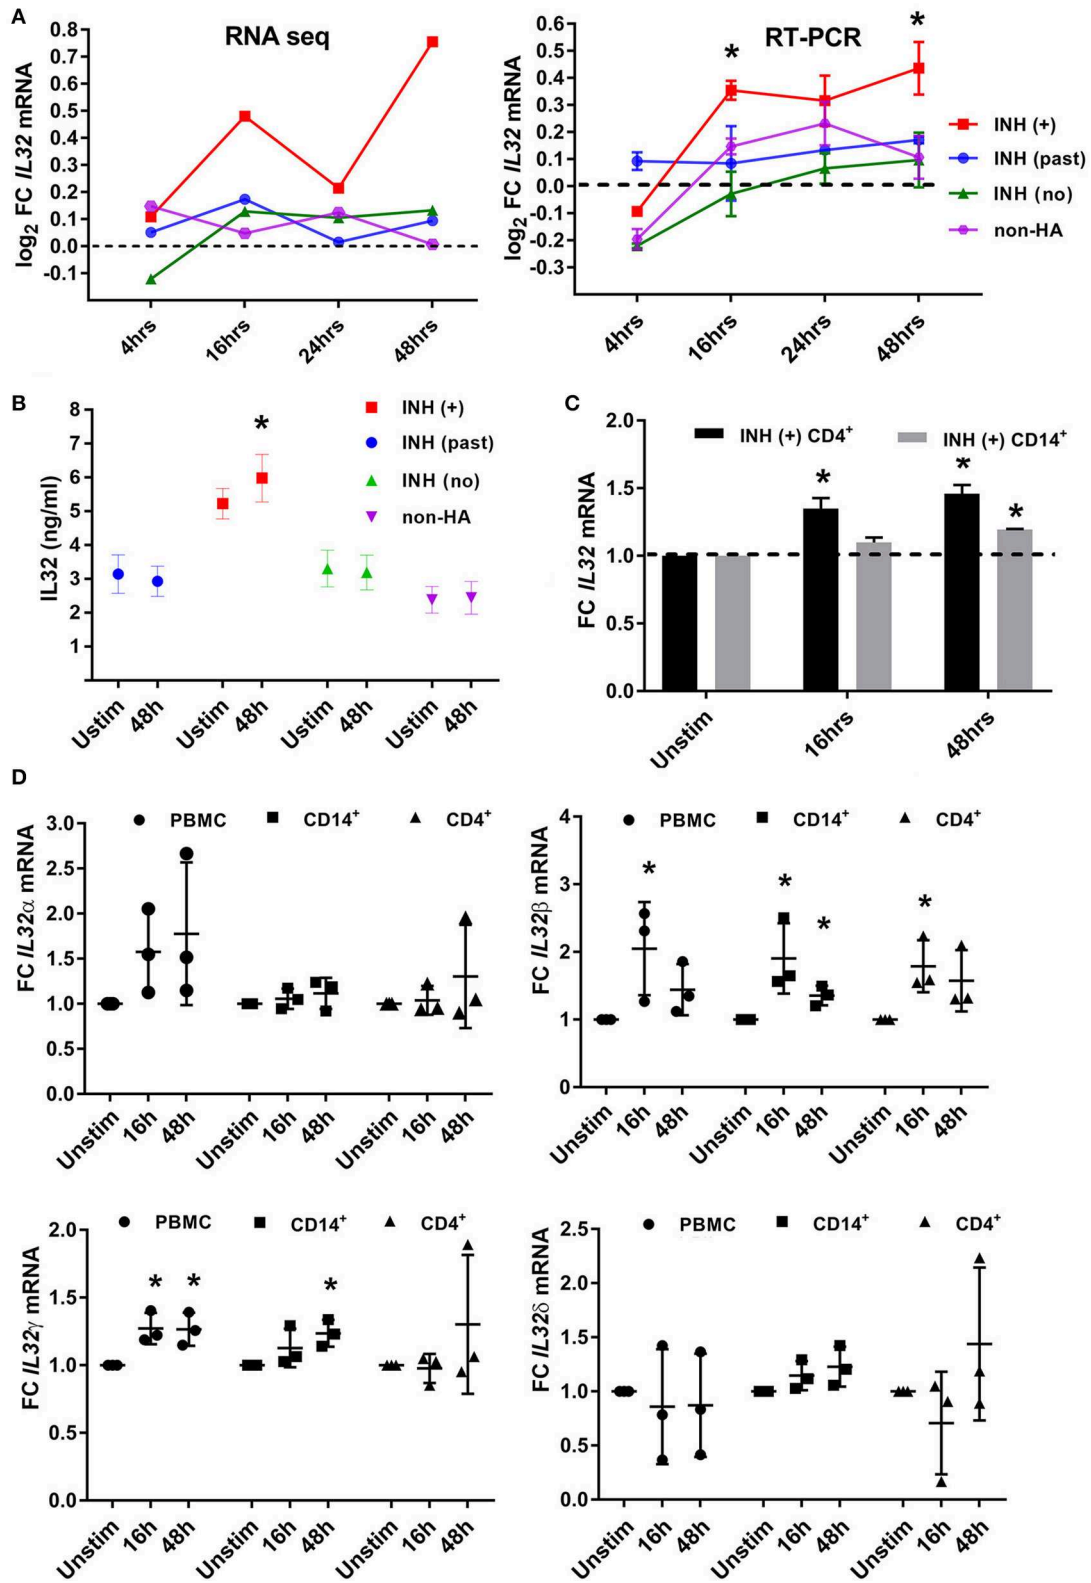 A
RNA seq
log2 FC IL32 mRNA
0.8
0.7
0.6
0.5
0.4
0.3
0.2
0.1
0.0
-0.1
4hrs
16hrs
24hrs
48hrs
RT-PCR
log2 FC IL32 mRNA
0.6
0.5
0.4
0.3
0.2
0.1
0.0
-0.1
-0.2
-0.3
*
*
4hrs
16hrs
24hrs
48hrs
INH (+)
INH (past)
INH (no)
non-HA
B
IL32 (ng/ml)
8
7
6
5
4
3
2
1
*
INH (+)
INH (past)
INH (no)
non-HA
Ustim
48h
Ustim
48h
Ustim
48h
Ustim
48h
C
FC IL32 mRNA
2.0
1.5
1.0
0.5
0.0
INH (+) CD4+
INH (+) CD14+
*
*
*
Unstim
16hrs
48hrs
D
FC IL32α mRNA
3.0
2.5
2.0
1.5
1.0
0.5
0.0
PBMC
CD14+
CD4+
Unstim
16h
48h
Unstim
16h
48h
Unstim
16h
48h
FC IL32β mRNA
4
3
2
1
0
PBMC
CD14+
CD4+
*
*
*
*
Unstim
16h
48h
Unstim
16h
48h
Unstim
16h
48h
FC IL32γ mRNA
2.0
1.5
1.0
0.5
0.0
PBMC
CD14+
CD4+
*
*
*
Unstim
16h
48h
Unstim
16h
48h
Unstim
16h
48h
FC IL32δ mRNA
2.5
2.0
1.5
1.0
0.5
0.0
PBMC
CD14+
CD4+
Unstim
16h
48h
Unstim
16h
48h
Unstim
16h
48h